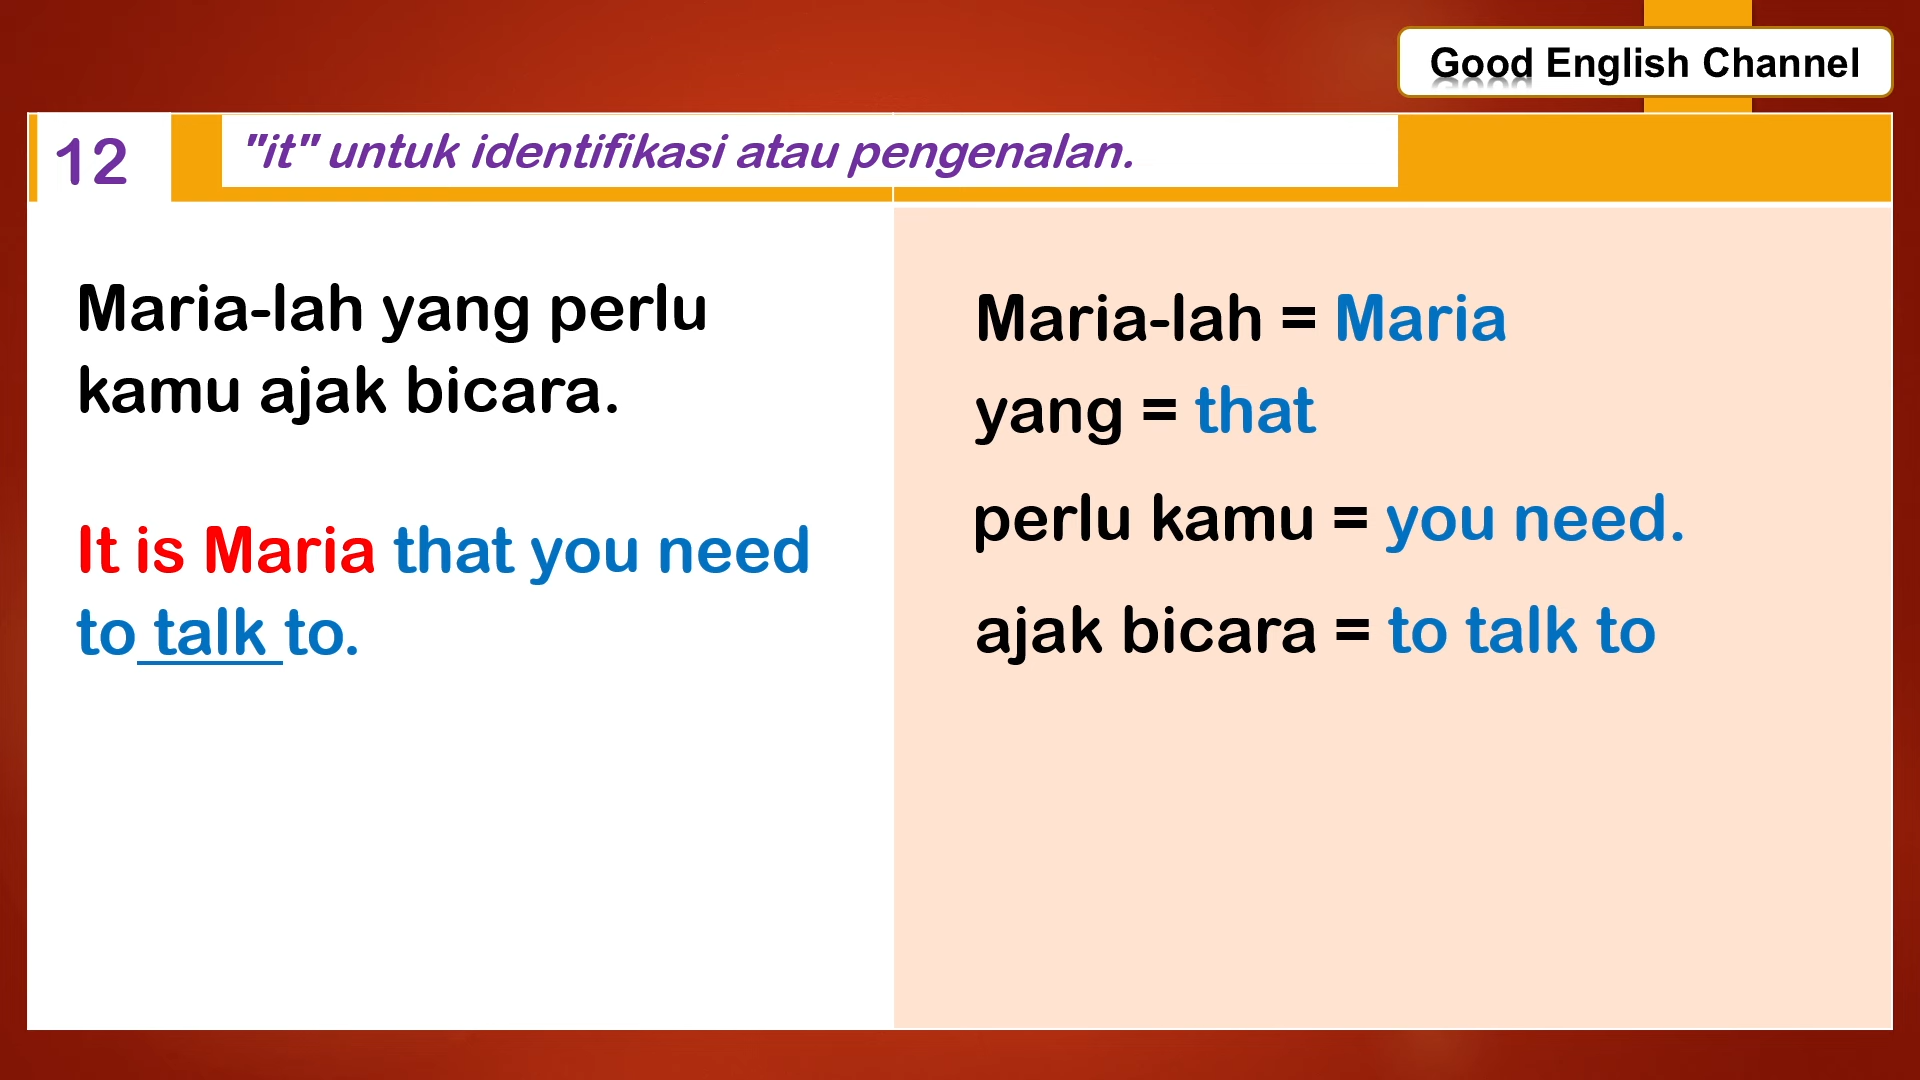 Good English Channel
12
"it" untuk identifikasi atau pengenalan.
Maria-lah yang perlu
kamu ajak bicara.
It is Maria that you need
to talk to.
Maria-lah = Maria
yang = that
perlu kamu = you need.
ajak bicara = to talk to